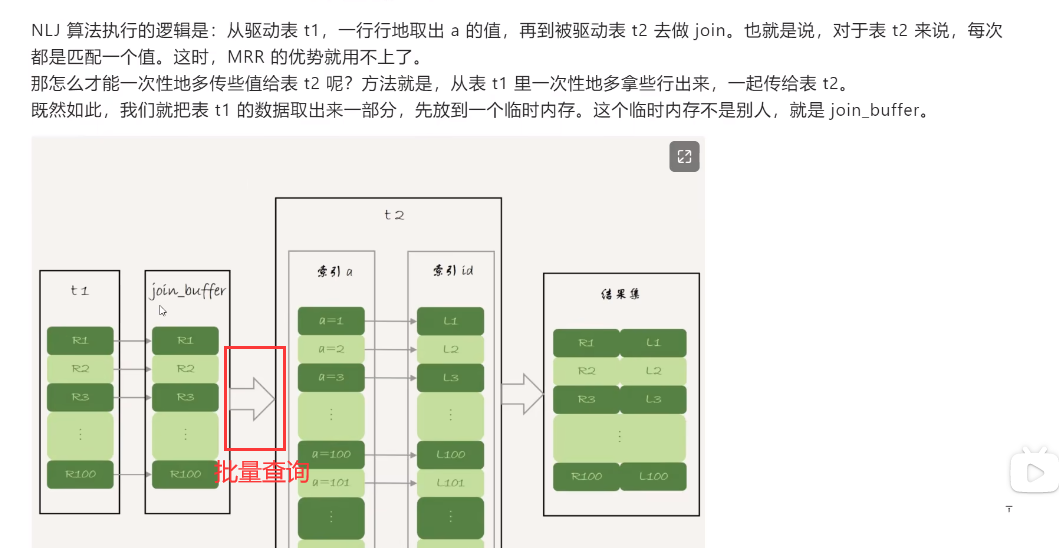 NLJ 算法执行的逻辑是：从驱动表 t1，一行行地取出 a 的值，再到被驱动表 t2 去做 join。也就是说，对于表 t2 来说，每次
都是匹配一个值。这时，MRR 的优势就用不上了。
那怎么才能一次性地多传些值给表 t2 呢？方法就是，从表 t1 里一次性地多拿些行出来，一起传给表 t2。
既然如此，我们就把表 t1 的数据取出来一部分，先放到一个临时内存。这个临时内存不是别人，就是 join_buffer。
t1
R1
R2
R3
⋮
R100
join_buffer
R1
R2
R3
⋮
R100
批量查询
t2
索引 a
a=1
a=2
a=3
⋮
a=100
a=101
⋮
索引 id
L1
L2
L3
⋮
L100
L101
⋮
结果集
R1 L1
R2 L2
R3 L3
⋮
R100 L100